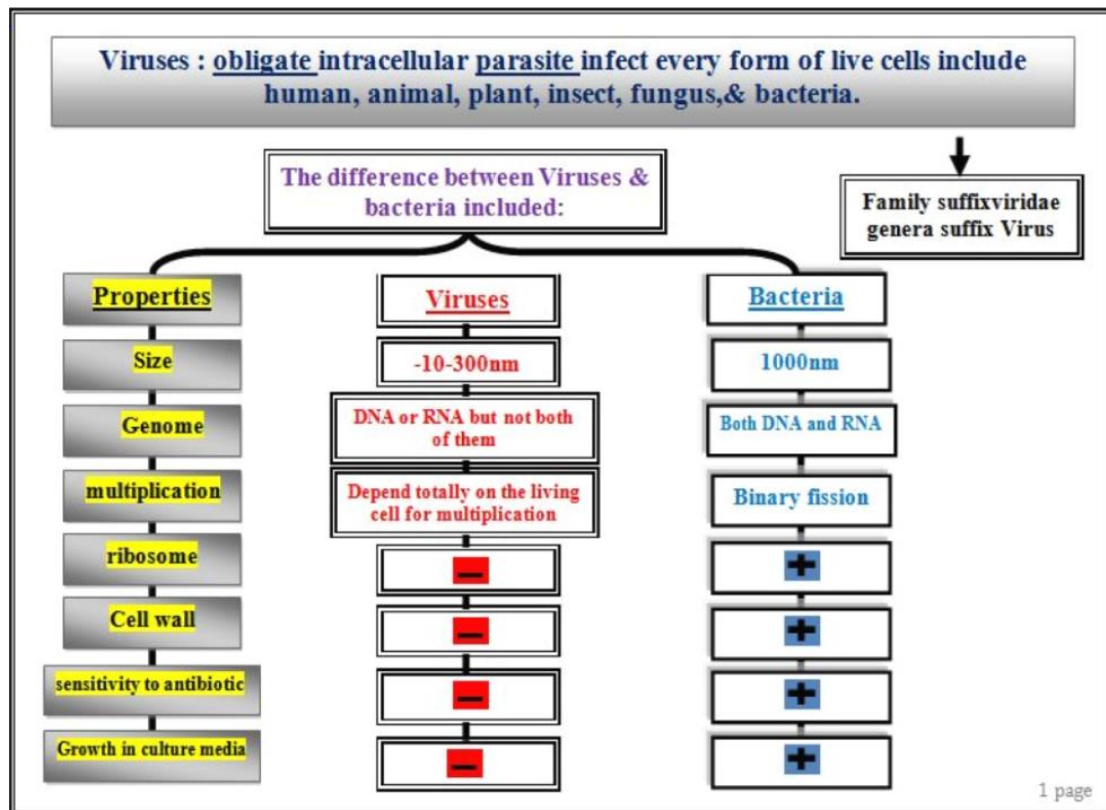 Viruses : obligate intracellular parasite infect every form of live cells include
human, animal, plant, insect, fungus,& bacteria.
The difference between Viruses &
bacteria included:
Family suffixviridae
genera suffix Virus
Properties
Viruses
Bacteria
Size
-10-300nm
1000nm
Genome
DNA or RNA but not both
of them
Both DNA and RNA
multiplication
Depend totally on the living
cell for multiplication
Binary fission
ribosome
–
+
Cell wall
–
+
sensitivity to antibiotic
–
+
Growth in culture media
–
+
1 page